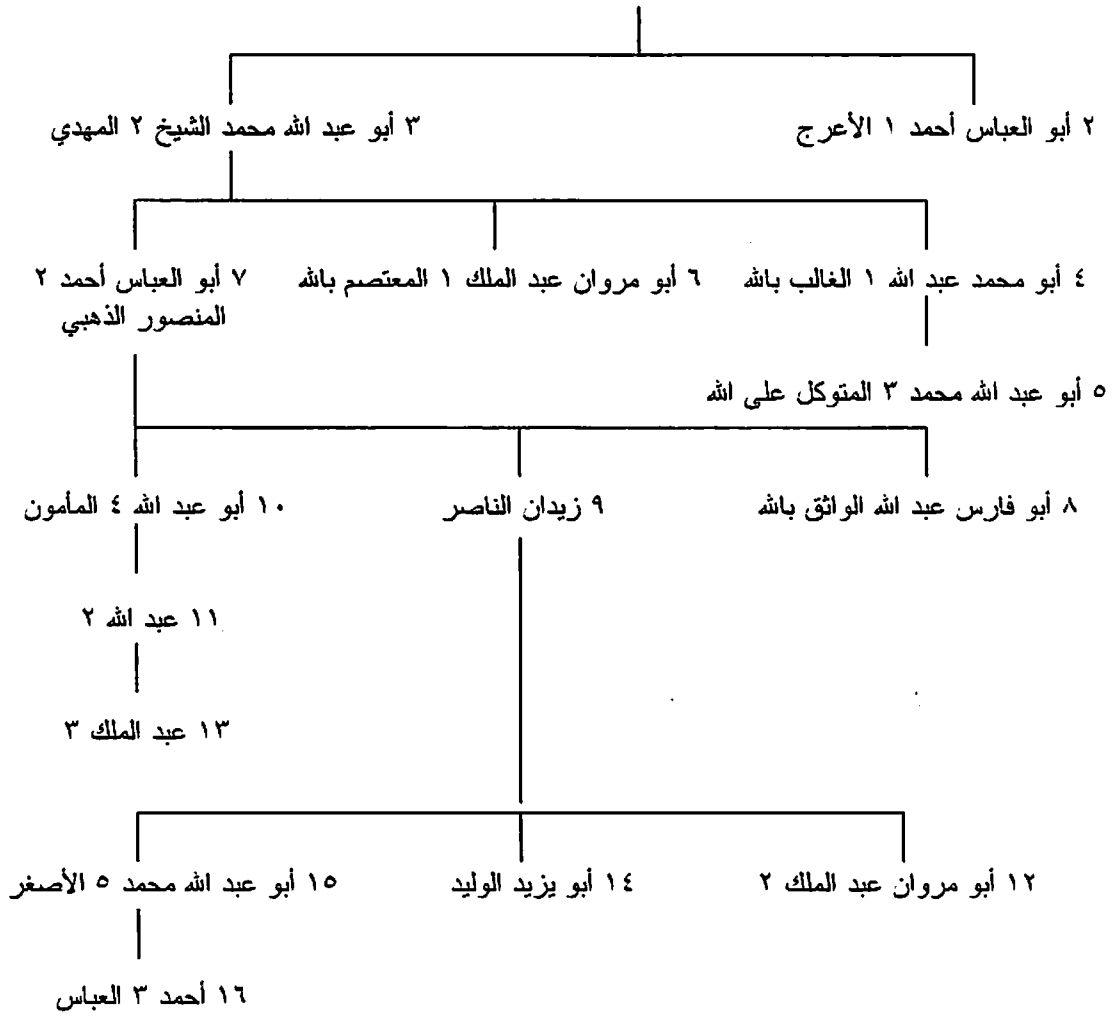 ٢ أبو العباس أحمد ١ الأعرج
٣ أبو عبد الله محمد الشيخ ٢ المهدي
٤ أبو محمد عبد الله ١ الغالب بالله
٦ أبو مروان عبد الملك ١ المعتصم بالله
٧ أبو العباس أحمد ٢
المنصور الذهبي
٥ أبو عبد الله محمد ٣ المتوكل على الله
٨ أبو فارس عبد الله الواثق بالله
٩ زيدان الناصر
١٠ أبو عبد الله ٤ المأمون
١١ عبد الله ٢
١٣ عبد الملك ٣
١٢ أبو مروان عبد الملك ٢
١٤ أبو يزيد الوليد
١٥ أبو عبد الله محمد ٥ الأصغر
١٦ أحمد ٣ العباس